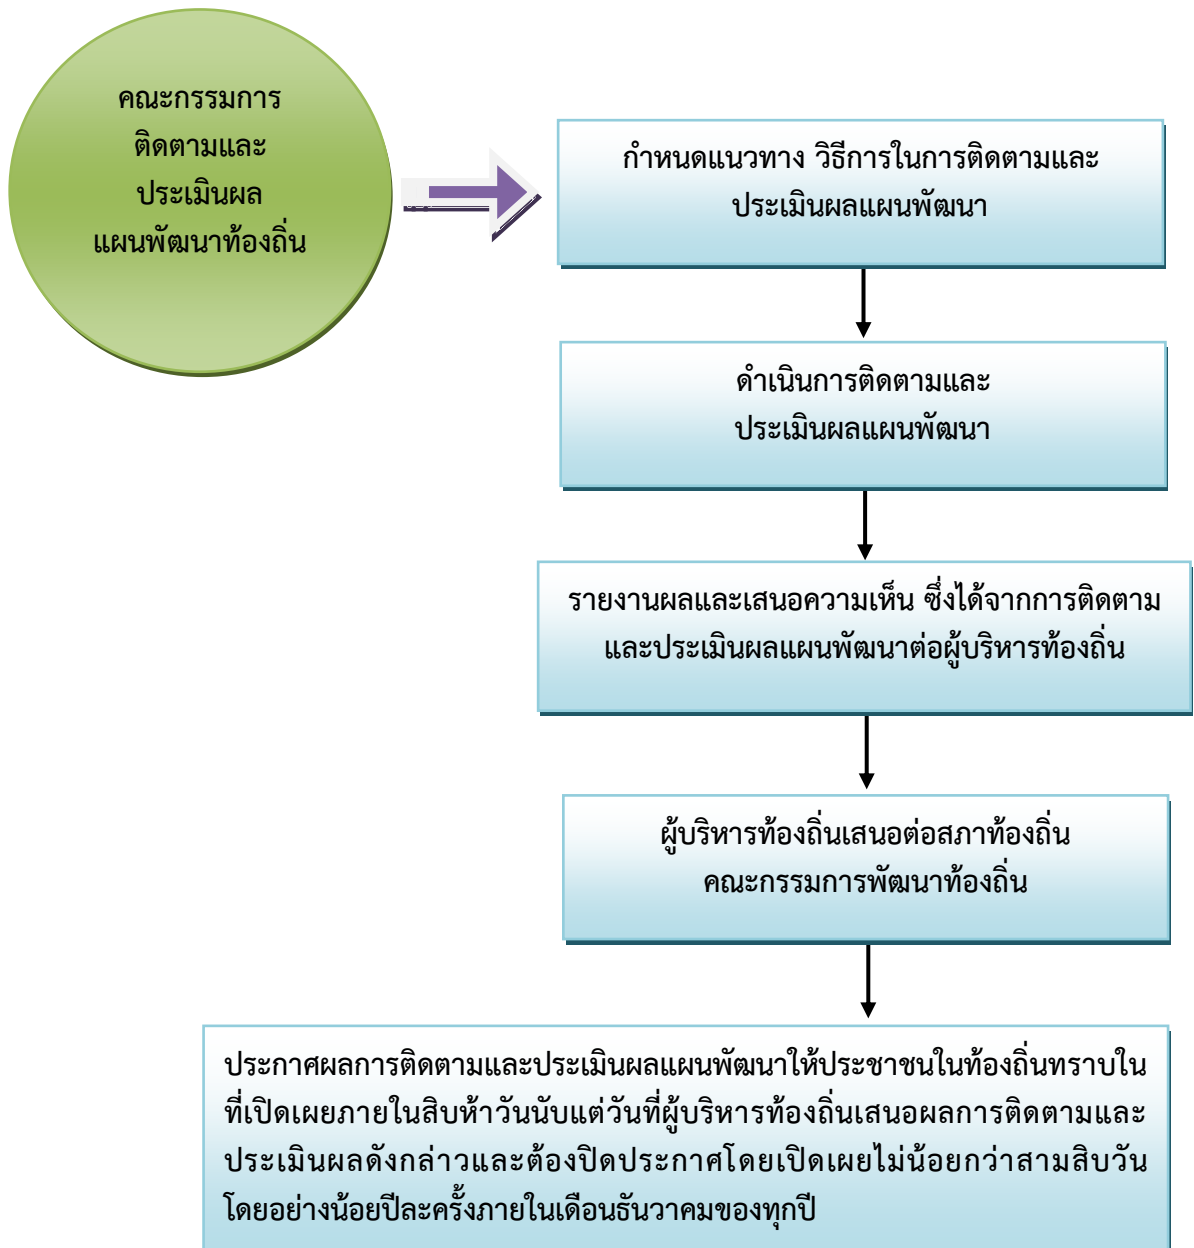 คณะกรรมการ
ติดตามและ
ประเมินผล
แผนพัฒนาท้องถิ่น
กำหนดแนวทาง วิธีการในการติดตามและ
ประเมินผลแผนพัฒนา
ดำเนินการติดตามและ
ประเมินผลแผนพัฒนา
รายงานผลและเสนอความเห็น ซึ่งได้จากการติดตาม
และประเมินผลแผนพัฒนาต่อผู้บริหารท้องถิ่น
ผู้บริหารท้องถิ่นเสนอต่อสภาท้องถิ่น
คณะกรรมการพัฒนาท้องถิ่น
ประกาศผลการติดตามและประเมินผลแผนพัฒนาให้ประชาชนในท้องถิ่นทราบใน
ที่เปิดเผยภายในสิบห้าวันนับแต่วันที่ผู้บริหารท้องถิ่นเสนอผลการติดตามและ
ประเมินผลดังกล่าวและต้องปิดประกาศโดยเปิดเผยไม่น้อยกว่าสามสิบวัน
โดยอย่างน้อยปีละครั้งภายในเดือนธันวาคมของทุกปี